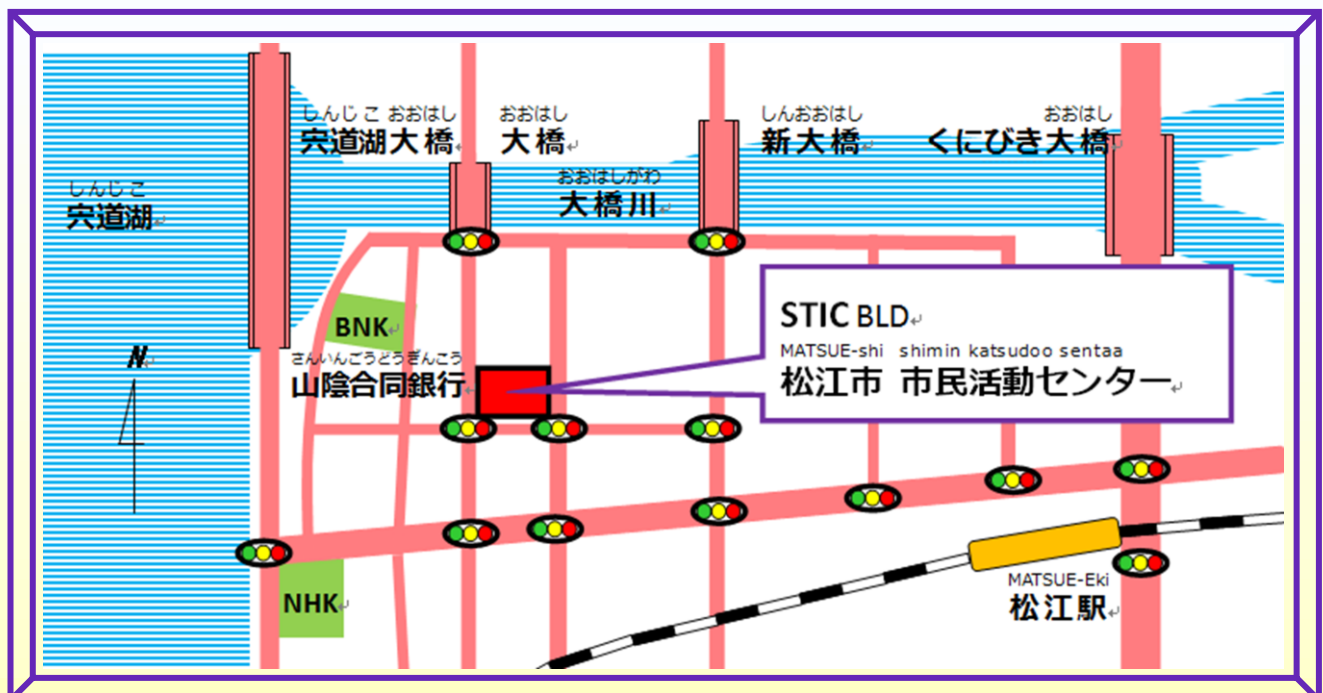 しんじ こ おおはし
宍道湖大橋
おおはし
大橋
しんおおはし
新大橋
おおはし
くにびき大橋
しんじこ
宍道湖
おおはしがわ
大橋川
BNK
さんいんごうどうぎんこう
山陰合同銀行
STIC BLD
MATSUE-shi shimin katsudoo sentaa
松江市 市民活動センター
N
NHK
MATSUE-Eki
松江駅